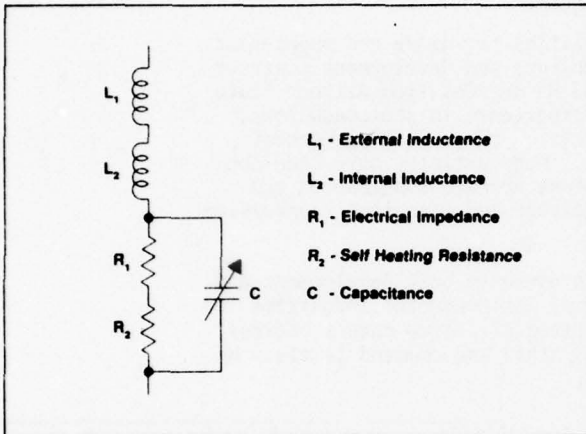 L₁
L₂
R₁
R₂
C
L₁ - External Inductance
L₂ - Internal Inductance
R₁ - Electrical Impedance
R₂ - Self Heating Resistance
C - Capacitance